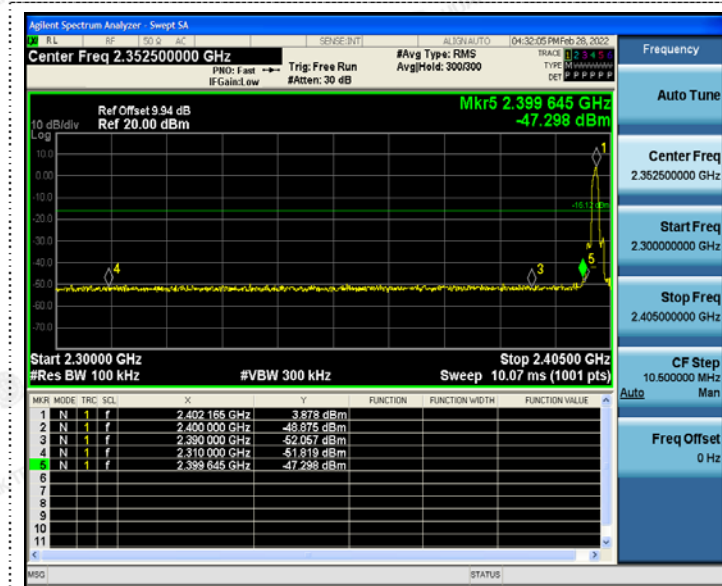 Agilent Spectrum Analyzer - Swept SA
RL RF 50 Ω AC SENSE:INT ALIGN AUTO 04:32:05 PM Feb 28, 2022
Center Freq 2.352500000 GHz
PNO: Fast
IFGain:Low
Trig: Free Run
#Atten: 30 dB
#Avg Type: RMS
Avg|Hold: 300/300
TRACE 1 2 3 4 5 6
TYPE M
DET P P P P P P
Ref Offset 9.94 dB
10 dB/div Ref 20.00 dBm
Log
Mkr5 2.399 645 GHz
-47.298 dBm
10.0
0.00
-10.0
-20.0
-30.0
-40.0
-50.0
-60.0
-70.0
1
4
3
5
Start 2.30000 GHz Stop 2.40500 GHz
#Res BW 100 kHz #VBW 300 kHz Sweep 10.07 ms (1001 pts)
MKR MODE TRC SCL X Y FUNCTION FUNCTION WIDTH FUNCTION VALUE
1 N 1 f 2.402 165 GHz 3.878 dBm
2 N 1 f 2.400 000 GHz -48.875 dBm
3 N 1 f 2.390 000 GHz -52.057 dBm
4 N 1 f 2.310 000 GHz -51.819 dBm
5 N 1 f 2.399 645 GHz -47.298 dBm
6
7
8
9
10
11
MSG STATUS
Frequency
Auto Tune
Center Freq
2.352500000 GHz
Start Freq
2.300000000 GHz
Stop Freq
2.405000000 GHz
CF Step
10.500000 MHz
Auto Man
Freq Offset
0 Hz